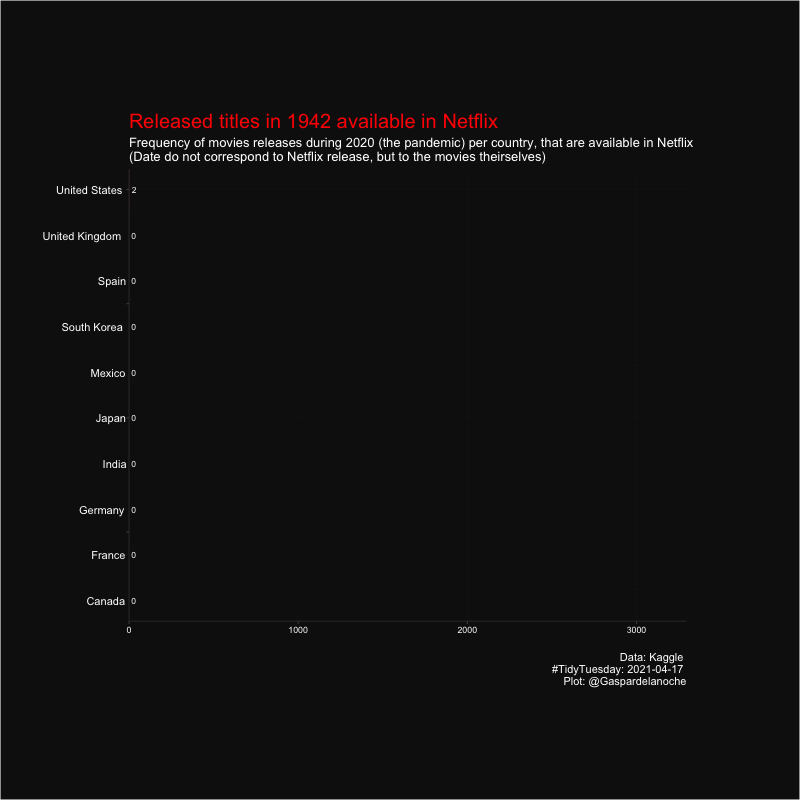 Released titles in 1942 available in Netflix
Frequency of movies releases during 2020 (the pandemic) per country, that are available in Netflix
(Date do not correspond to Netflix release, but to the movies theirselves)
United States 2
United Kingdom 0
Spain 0
South Korea 0
Mexico 0
Japan 0
India 0
Germany 0
France 0
Canada 0
0 1000 2000 3000
Data: Kaggle
#TidyTuesday: 2021-04-17
Plot: @Gaspardelanoche